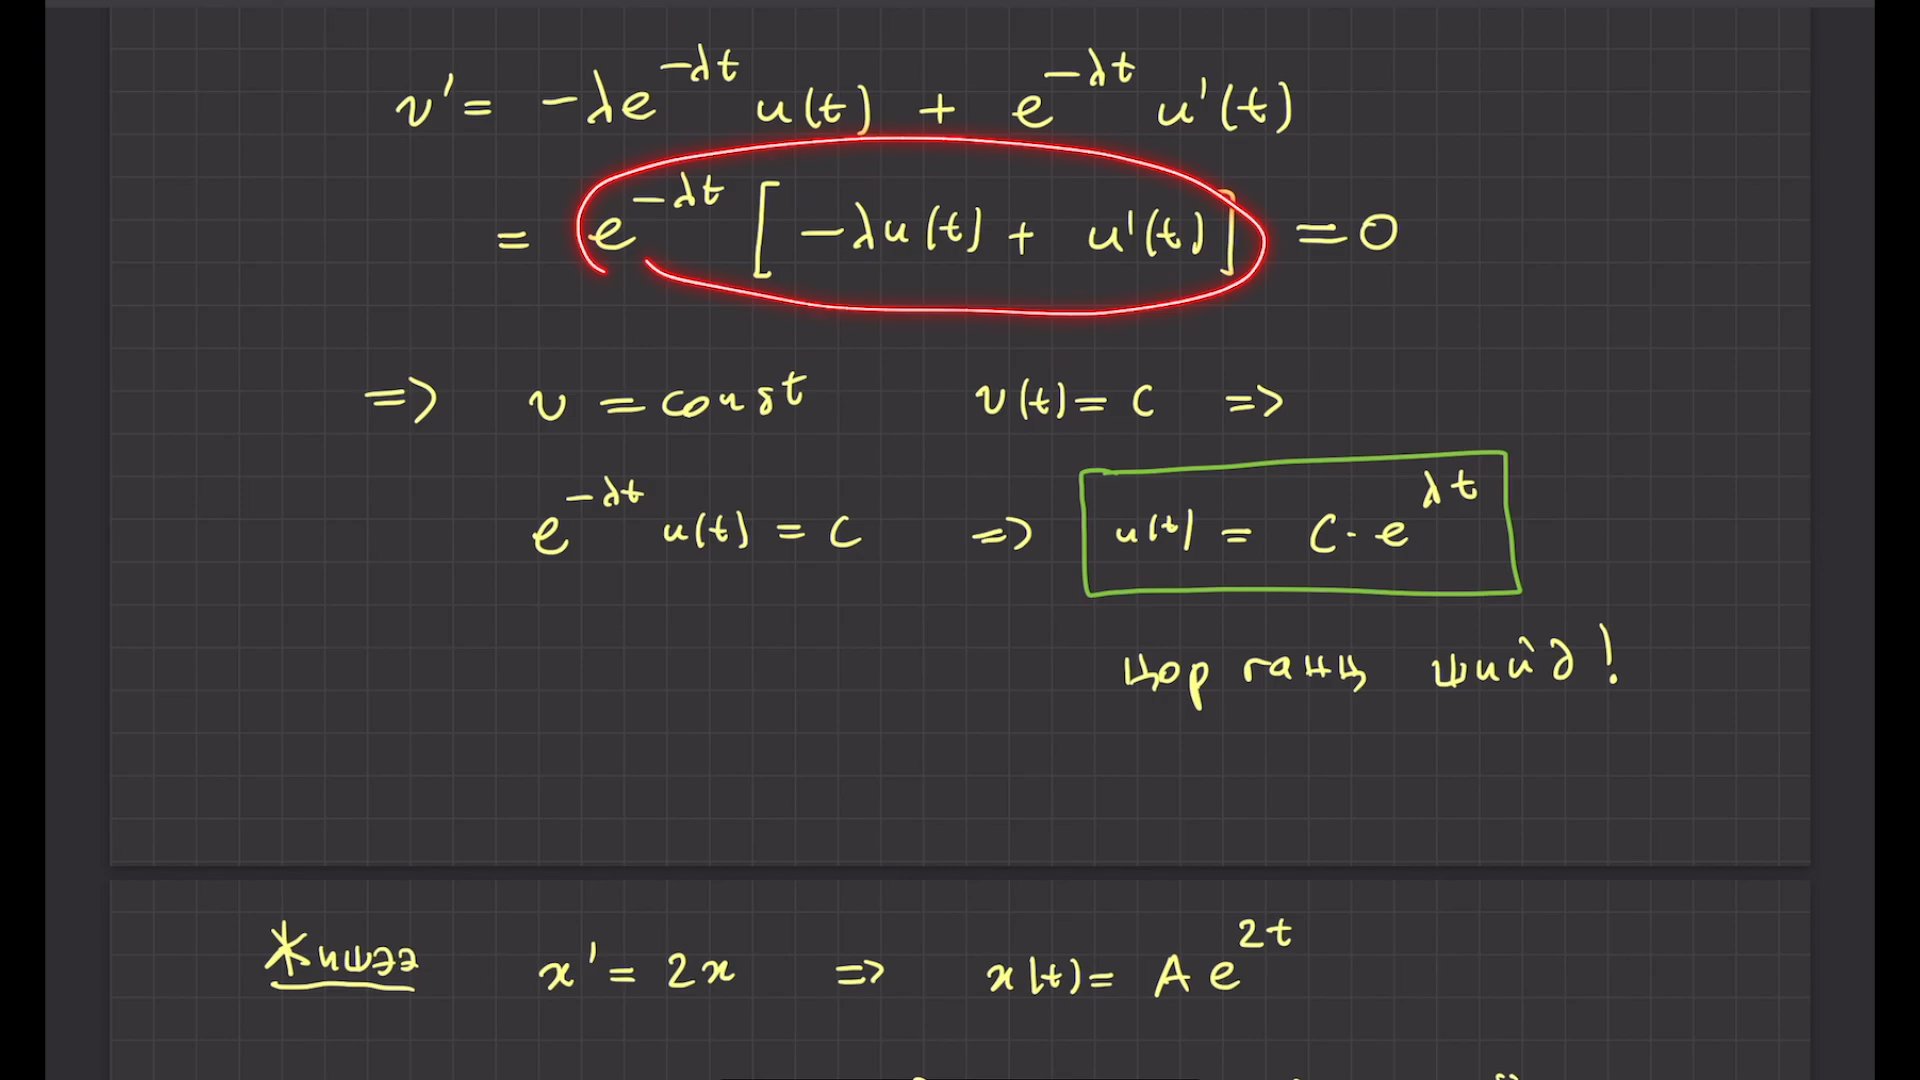 v' = -λe^{-λt} u(t) + e^{-λt} u'(t)
= e^{-λt} [ -λu(t) + u'(t) ] = 0
=> v = const v(t) = C =>
e^{-λt} u(t) = C => u(t) = C · e^{λt}
цор ганц шийд!
Жишээ x' = 2x => x(t) = A e^{2t}